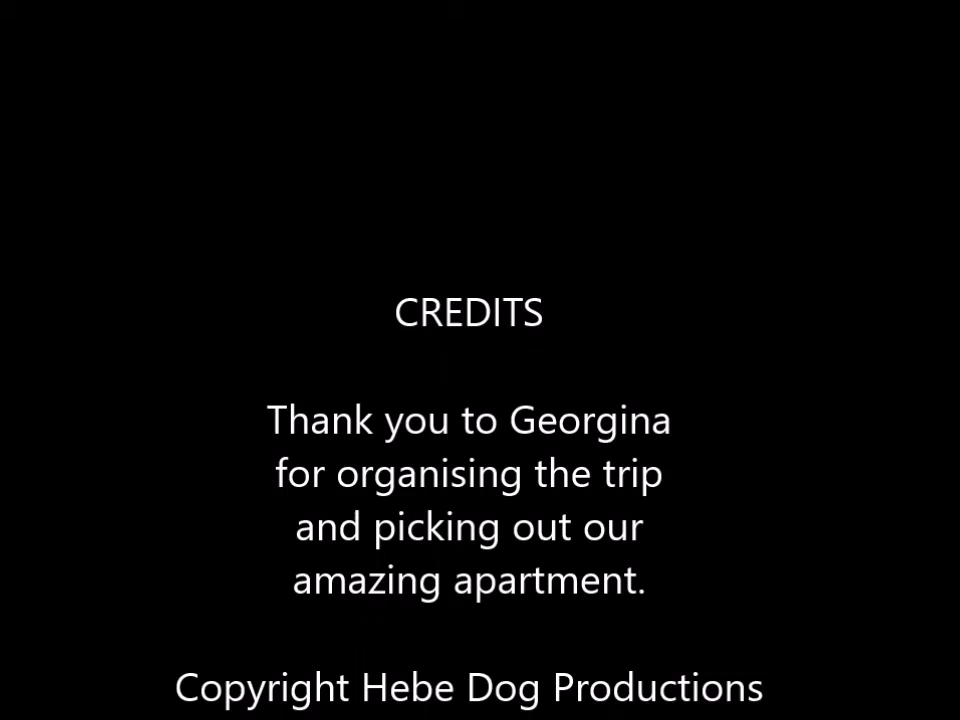 CREDITS
Thank you to Georgina
for organising the trip
and picking out our
amazing apartment.
Copyright Hebe Dog Productions